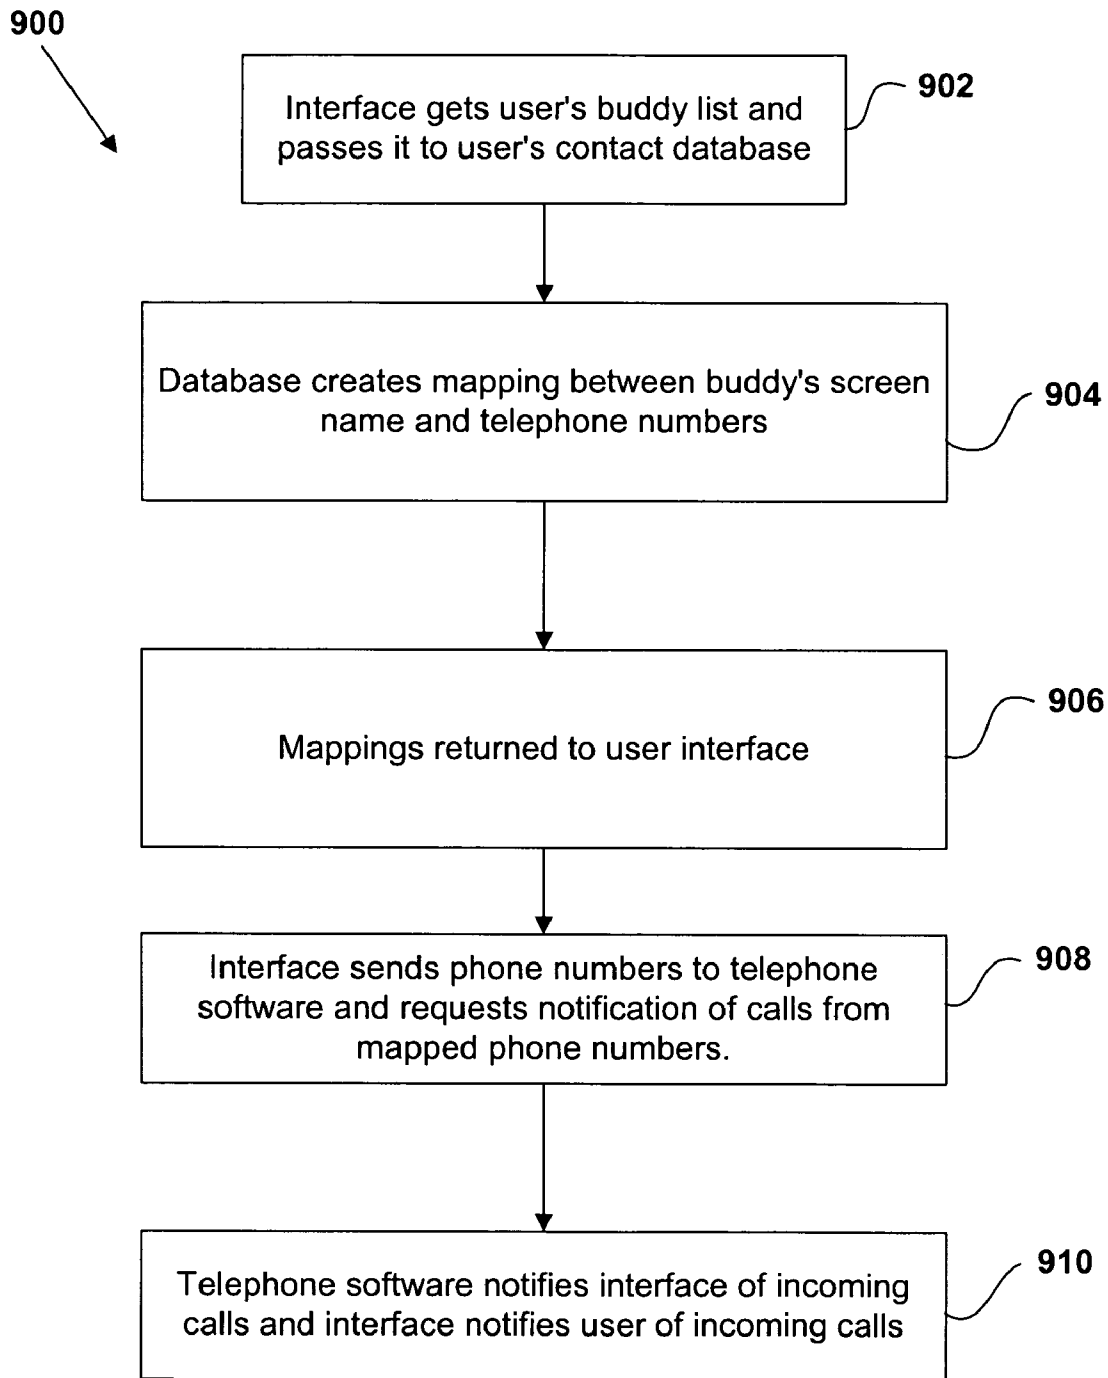 900
Interface gets user's buddy list and
passes it to user's contact database
902
Database creates mapping between buddy's screen
name and telephone numbers
904
Mappings returned to user interface
906
Interface sends phone numbers to telephone
software and requests notification of calls from
mapped phone numbers.
908
Telephone software notifies interface of incoming
calls and interface notifies user of incoming calls
910